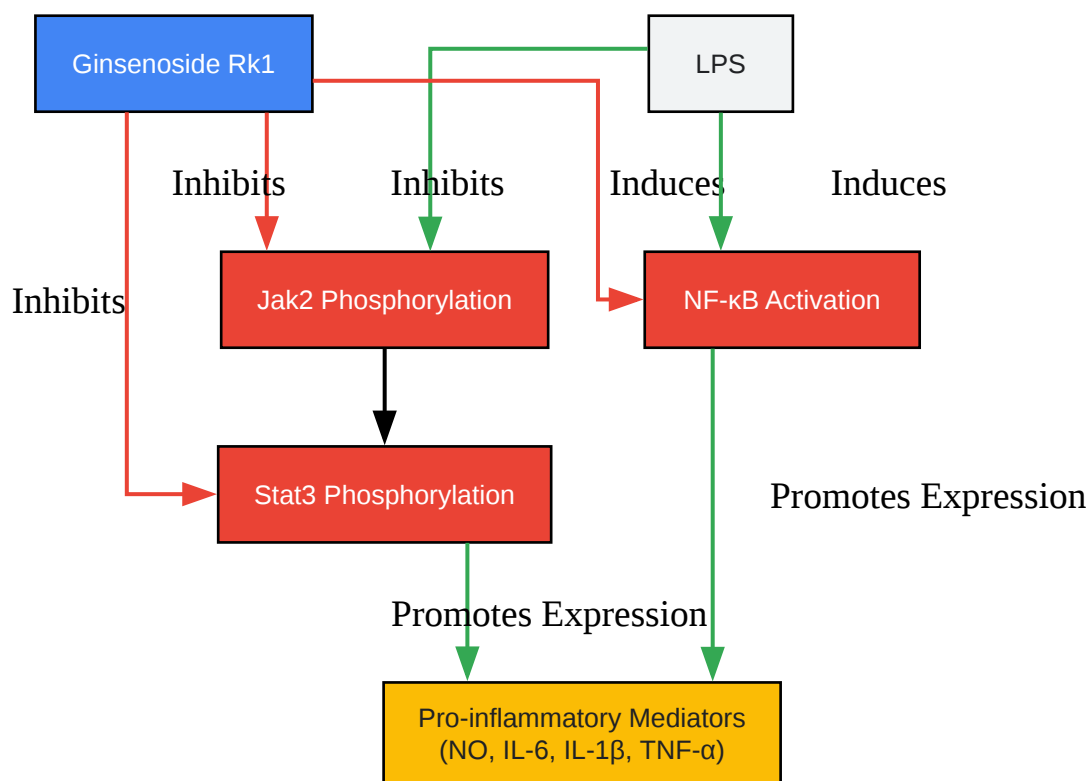 Ginsenoside Rk1
LPS
Inhibits
Inhibits
Induces
Induces
Jak2 Phosphorylation
NF-κB Activation
Inhibits
Stat3 Phosphorylation
Promotes Expression
Promotes Expression
Pro-inflammatory Mediators
(NO, IL-6, IL-1β, TNF-α)